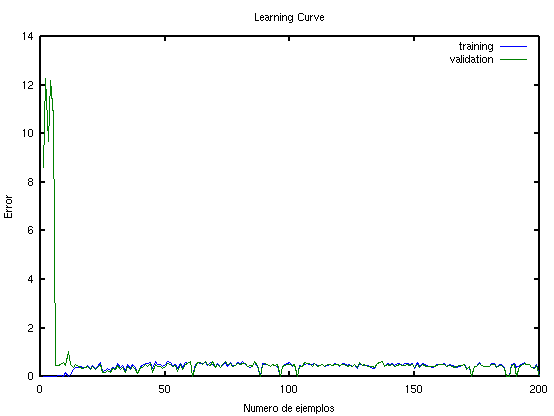 Learning Curve
training
validation
Error
14
12
10
8
6
4
2
0
0
50
100
150
200
Numero de ejemplos